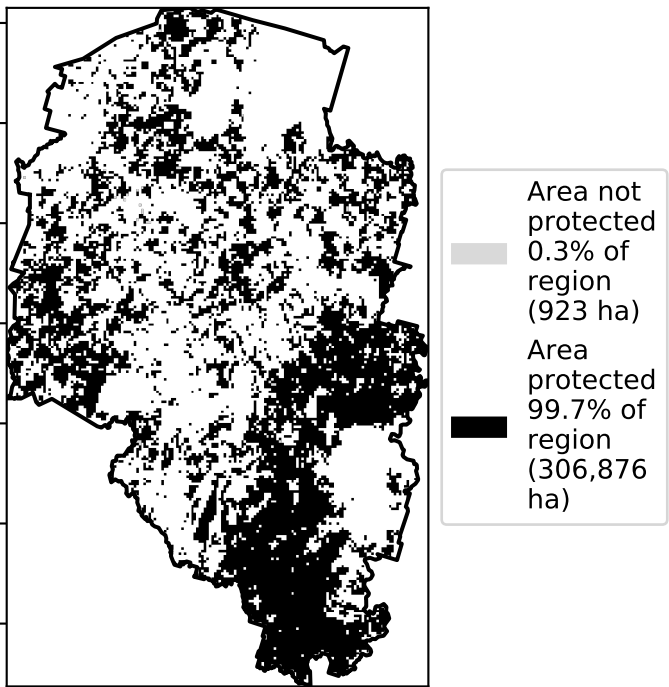 Area not
protected
0.3% of
region
(923 ha)
Area
protected
99.7% of
region
(306,876
ha)